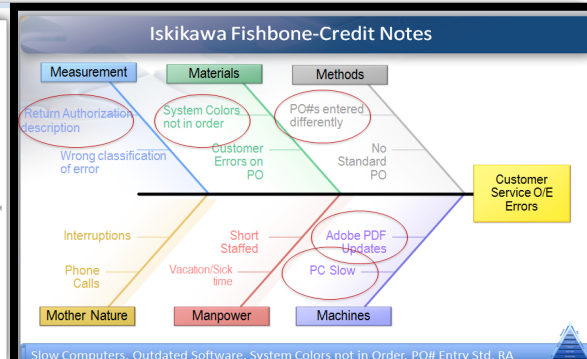 Iskikawa Fishbone-Credit Notes
Measurement
Materials
Methods
Return Authorization
description
System Colors
not in order
PO#s entered
differently
Wrong classification
of error
Customer
Errors on
PO
No
Standard
PO
Customer
Service O/E
Errors
Interruptions
Short
Staffed
Adobe PDF
Updates
Phone
Calls
Vacation/Sick
time
PC Slow
Mother Nature
Manpower
Machines
Slow Computers, Outdated Software, System Colors not in Order, PO# Entry Std, RA